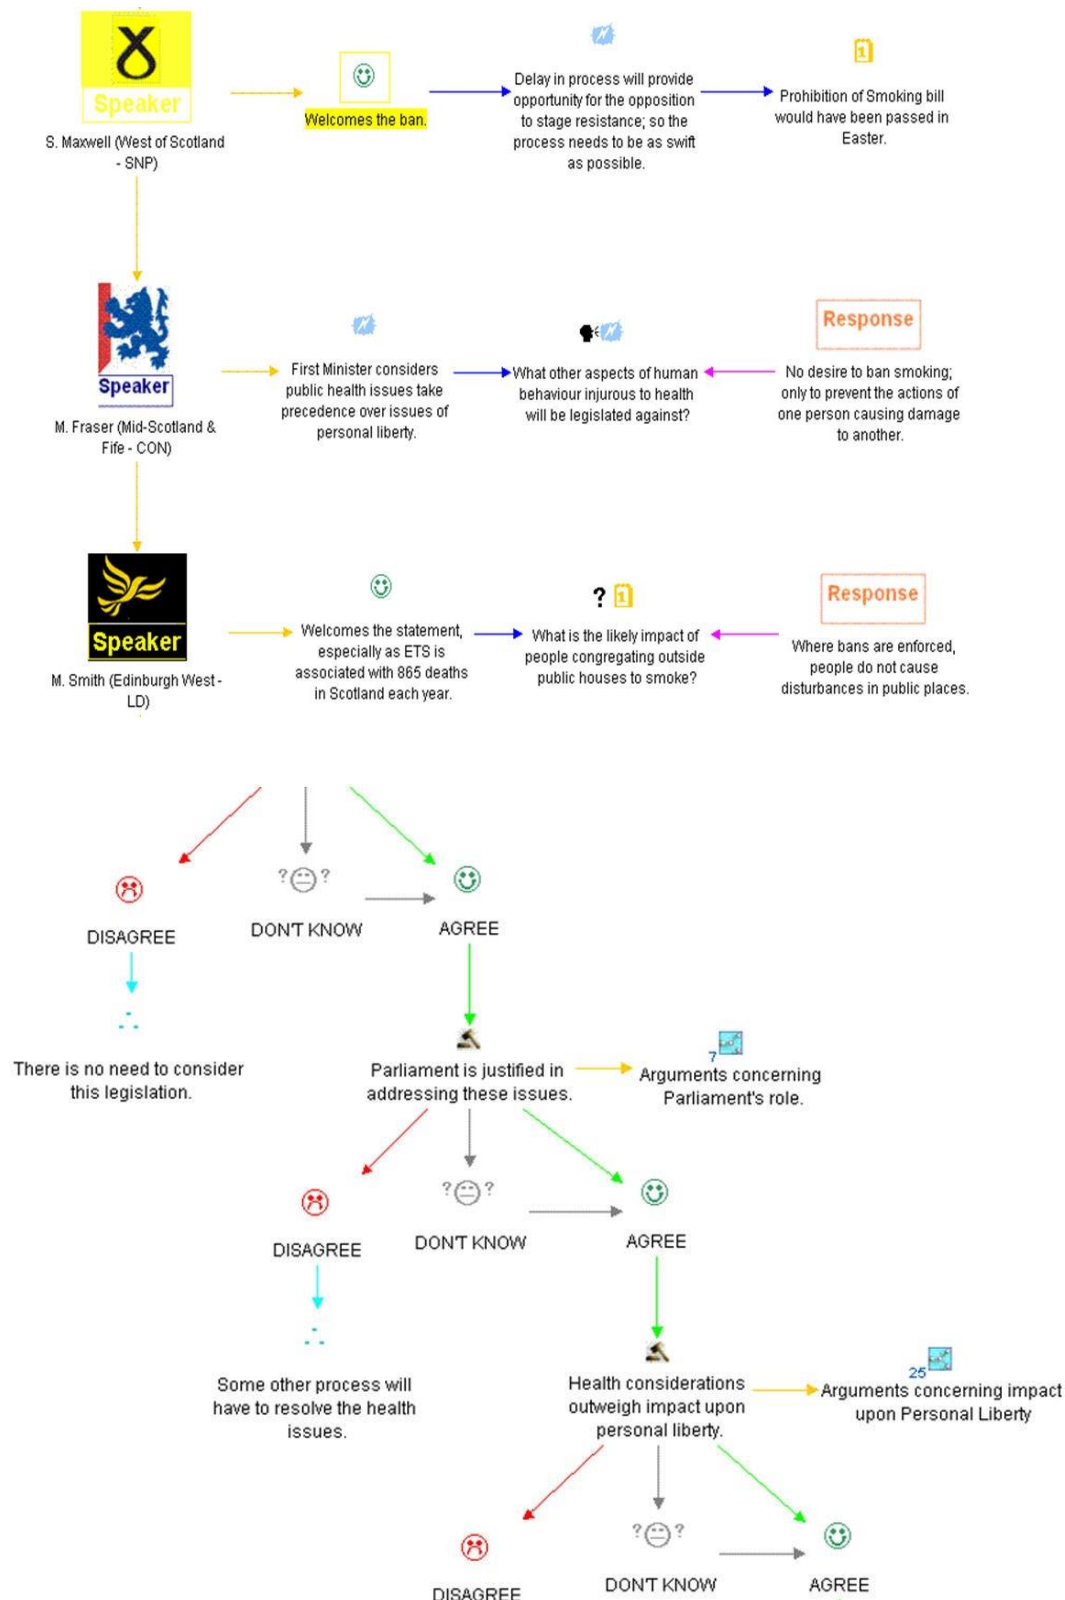 Speaker
S. Maxwell (West of Scotland
- SNP)
Welcomes the ban.
Delay in process will provide
opportunity for the opposition
to stage resistance; so the
process needs to be as swift
as possible.
1
Prohibition of Smoking bill
would have been passed in
Easter.
Speaker
M. Fraser (Mid-Scotland &
Fife - CON)
First Minister considers
public health issues take
precedence over issues of
personal liberty.
What other aspects of human
behaviour injurous to health
will be legislated against?
Response
No desire to ban smoking;
only to prevent the actions of
one person causing damage
to another.
Speaker
M. Smith (Edinburgh West -
LD)
Welcomes the statement,
especially as ETS is
associated with 865 deaths
in Scotland each year.
? 1
What is the likely impact of
people congregating outside
public houses to smoke?
Response
Where bans are enforced,
people do not cause
disturbances in public places.
DISAGREE
? ?
DON'T KNOW
AGREE
There is no need to consider
this legislation.
Parliament is justified in
addressing these issues.
7
Arguments concerning
Parliament's role.
DISAGREE
? ?
DON'T KNOW
AGREE
Some other process will
have to resolve the health
issues.
Health considerations
outweigh impact upon
personal liberty.
25
Arguments concerning impact
upon Personal Liberty
DISAGREE
? ?
DON'T KNOW
AGREE